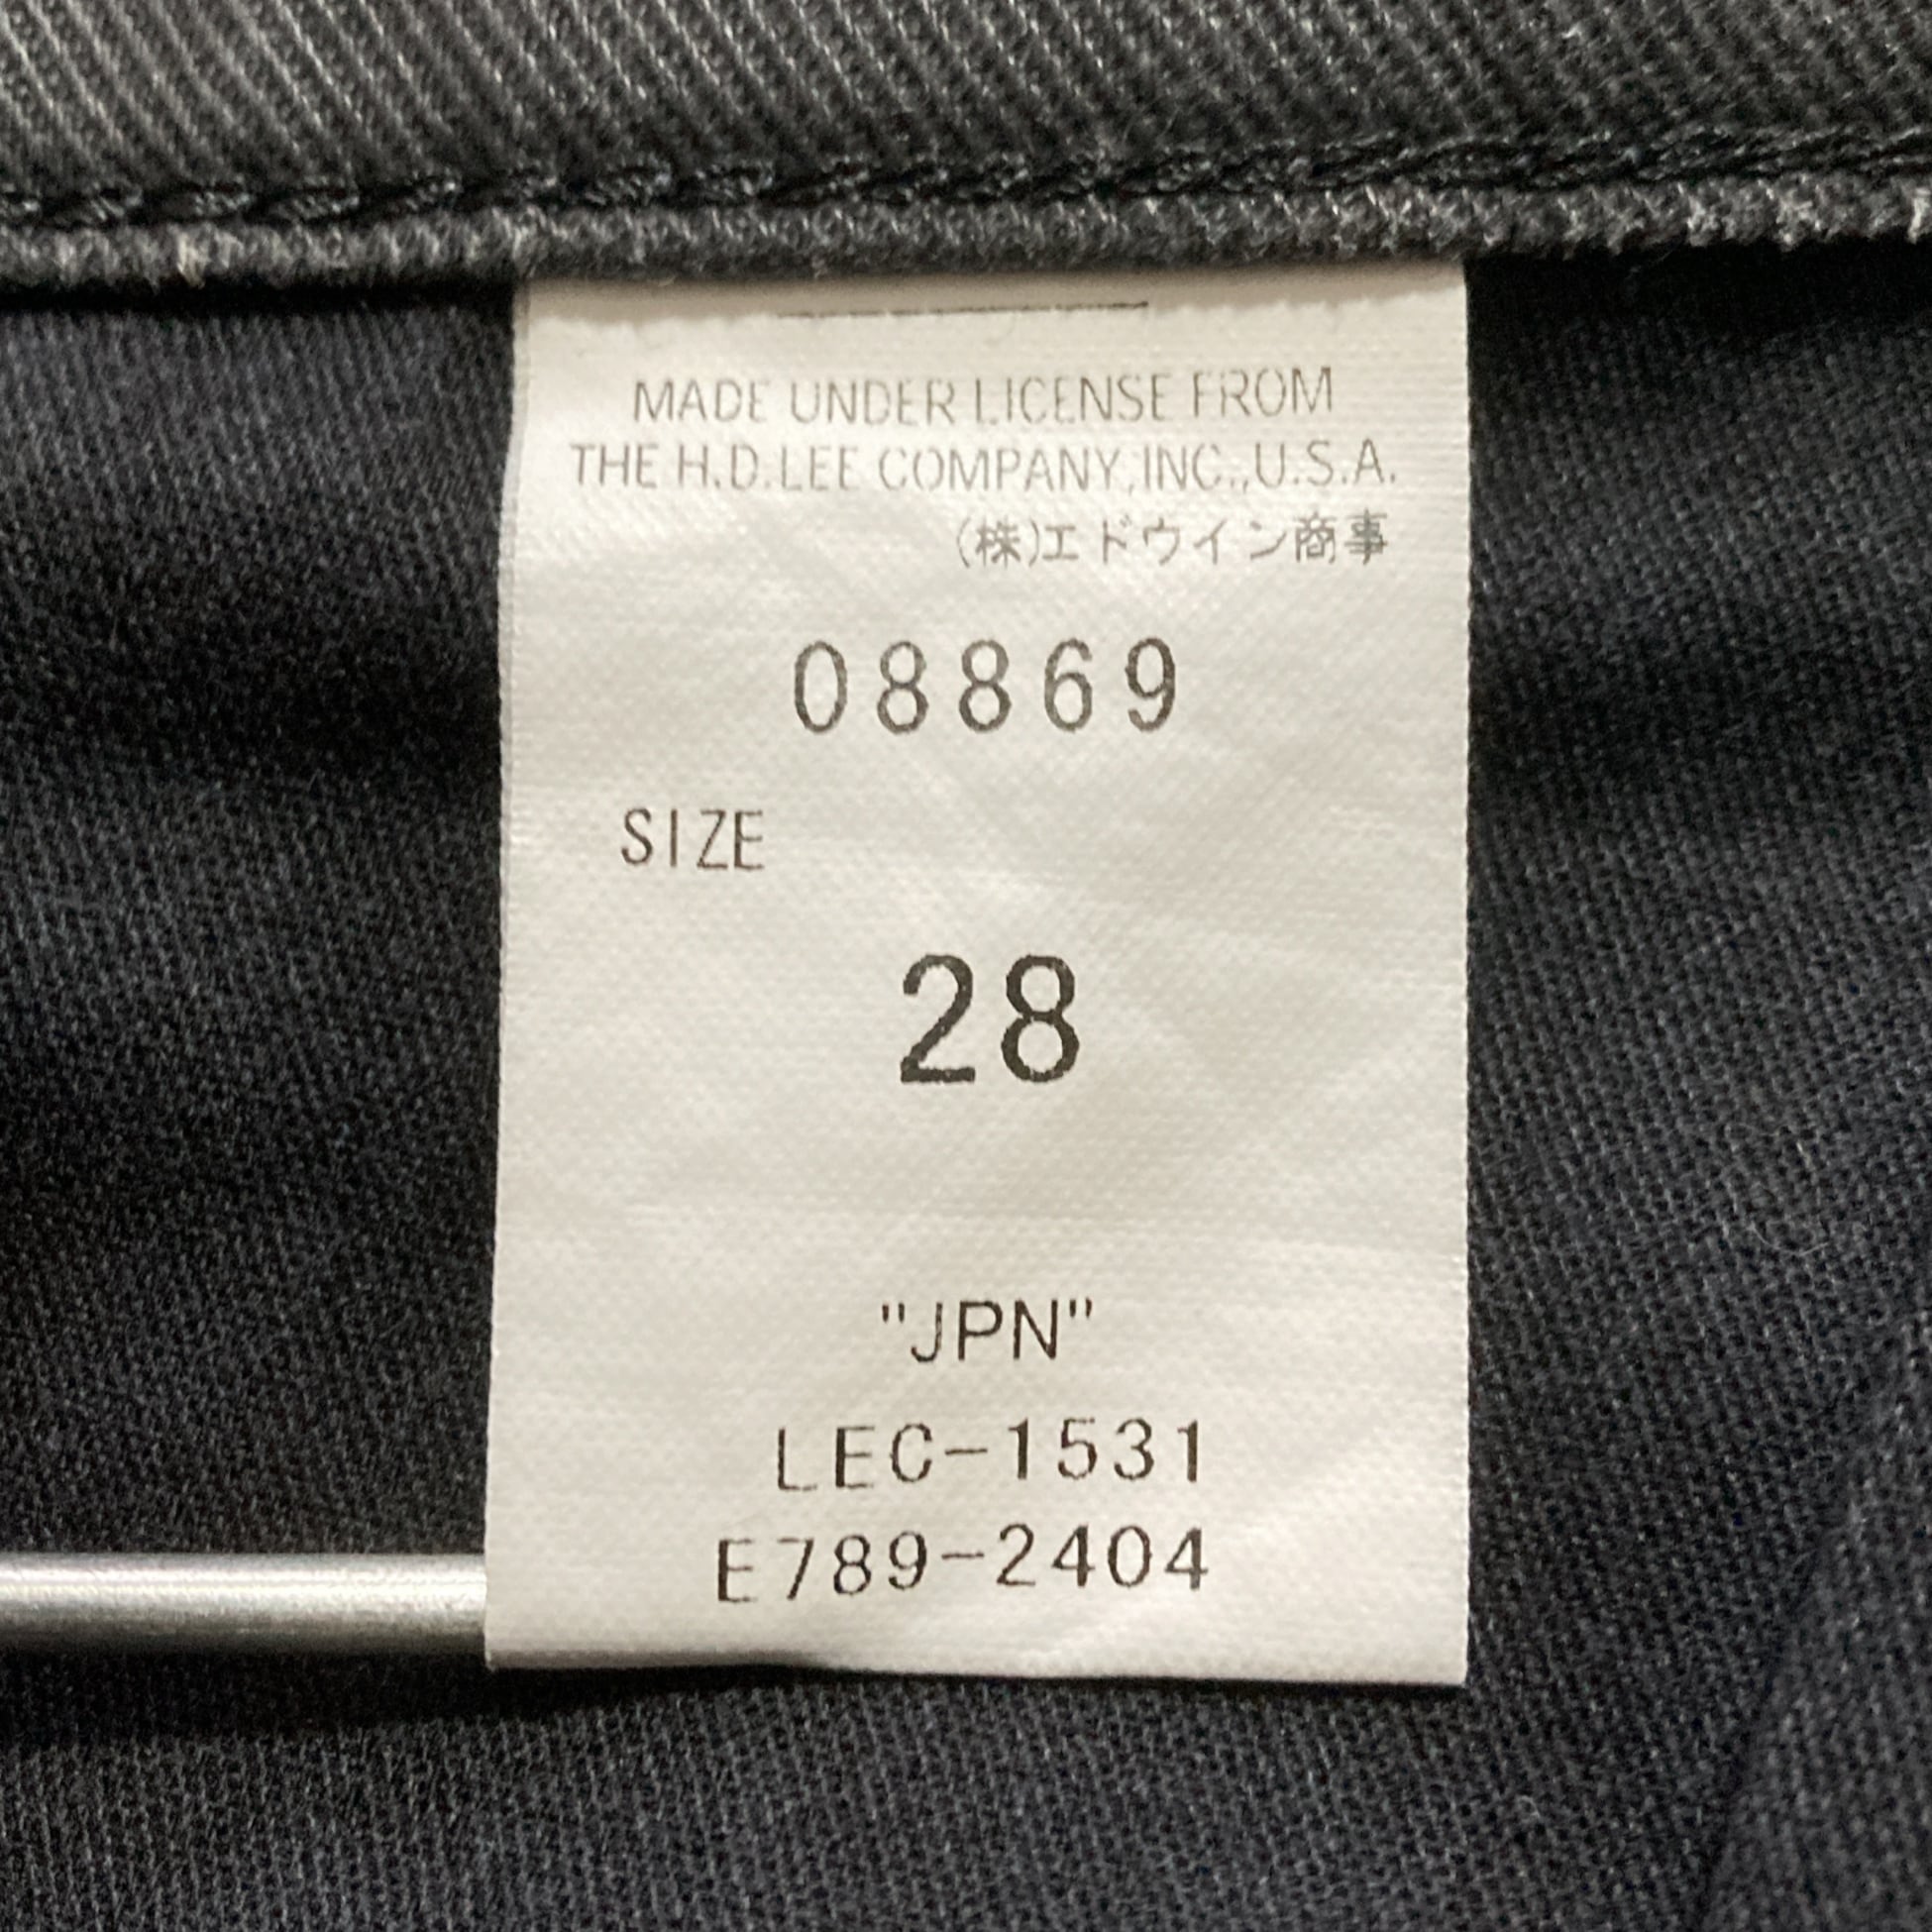 MADE UNDER LICENSE FROM
THE H.D.LEE COMPANY,INC.,U.S.A.
(株)エドウイン商事
08869
SIZE
28
"JPN"
LEC-1531
E789-2404